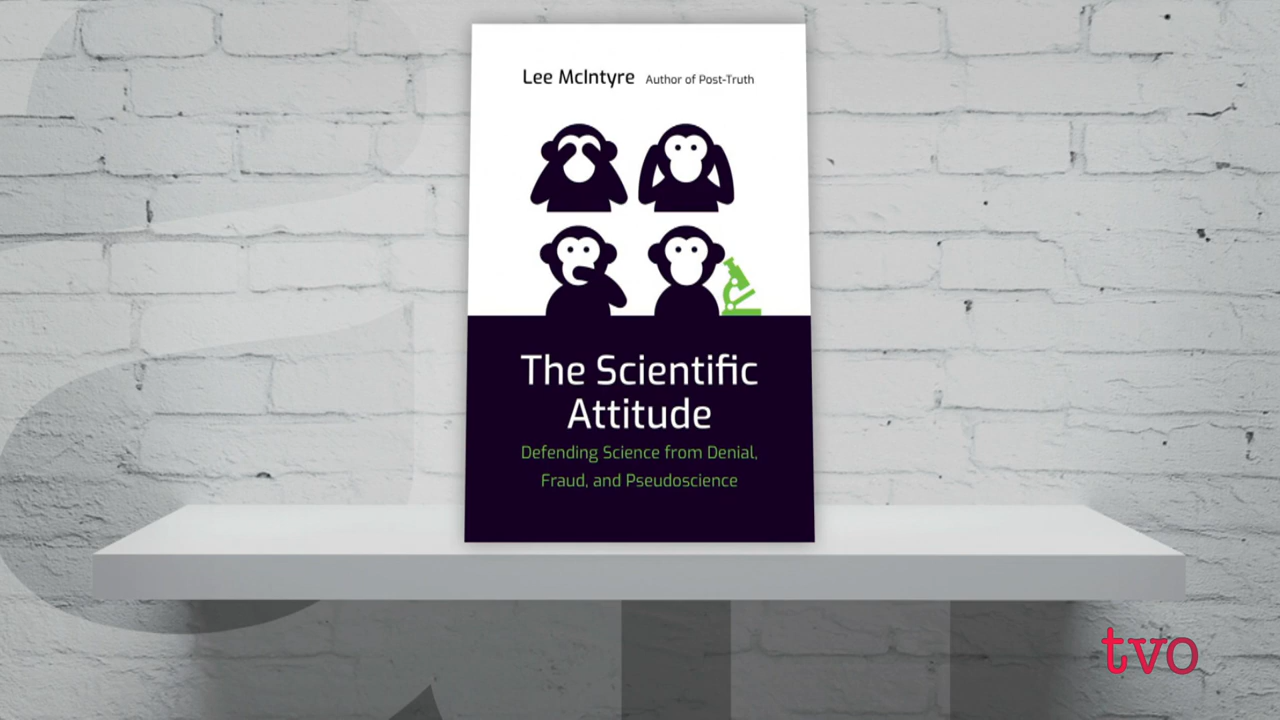 Lee McIntyre Author of Post-Truth
The Scientific
Attitude
Defending Science from Denial,
Fraud, and Pseudoscience
tvo